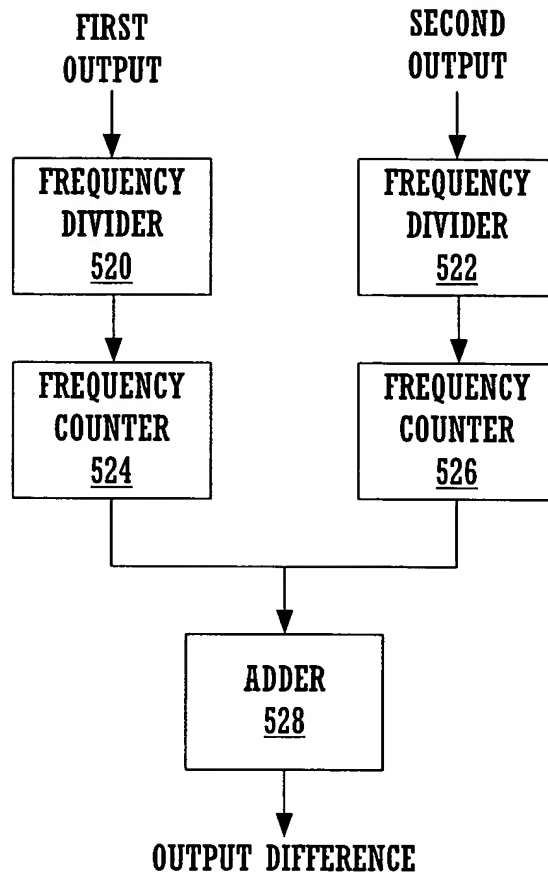 FIRST
OUTPUT
SECOND
OUTPUT
FREQUENCY
DIVIDER
520
FREQUENCY
DIVIDER
522
FREQUENCY
COUNTER
524
FREQUENCY
COUNTER
526
ADDER
528
OUTPUT DIFFERENCE